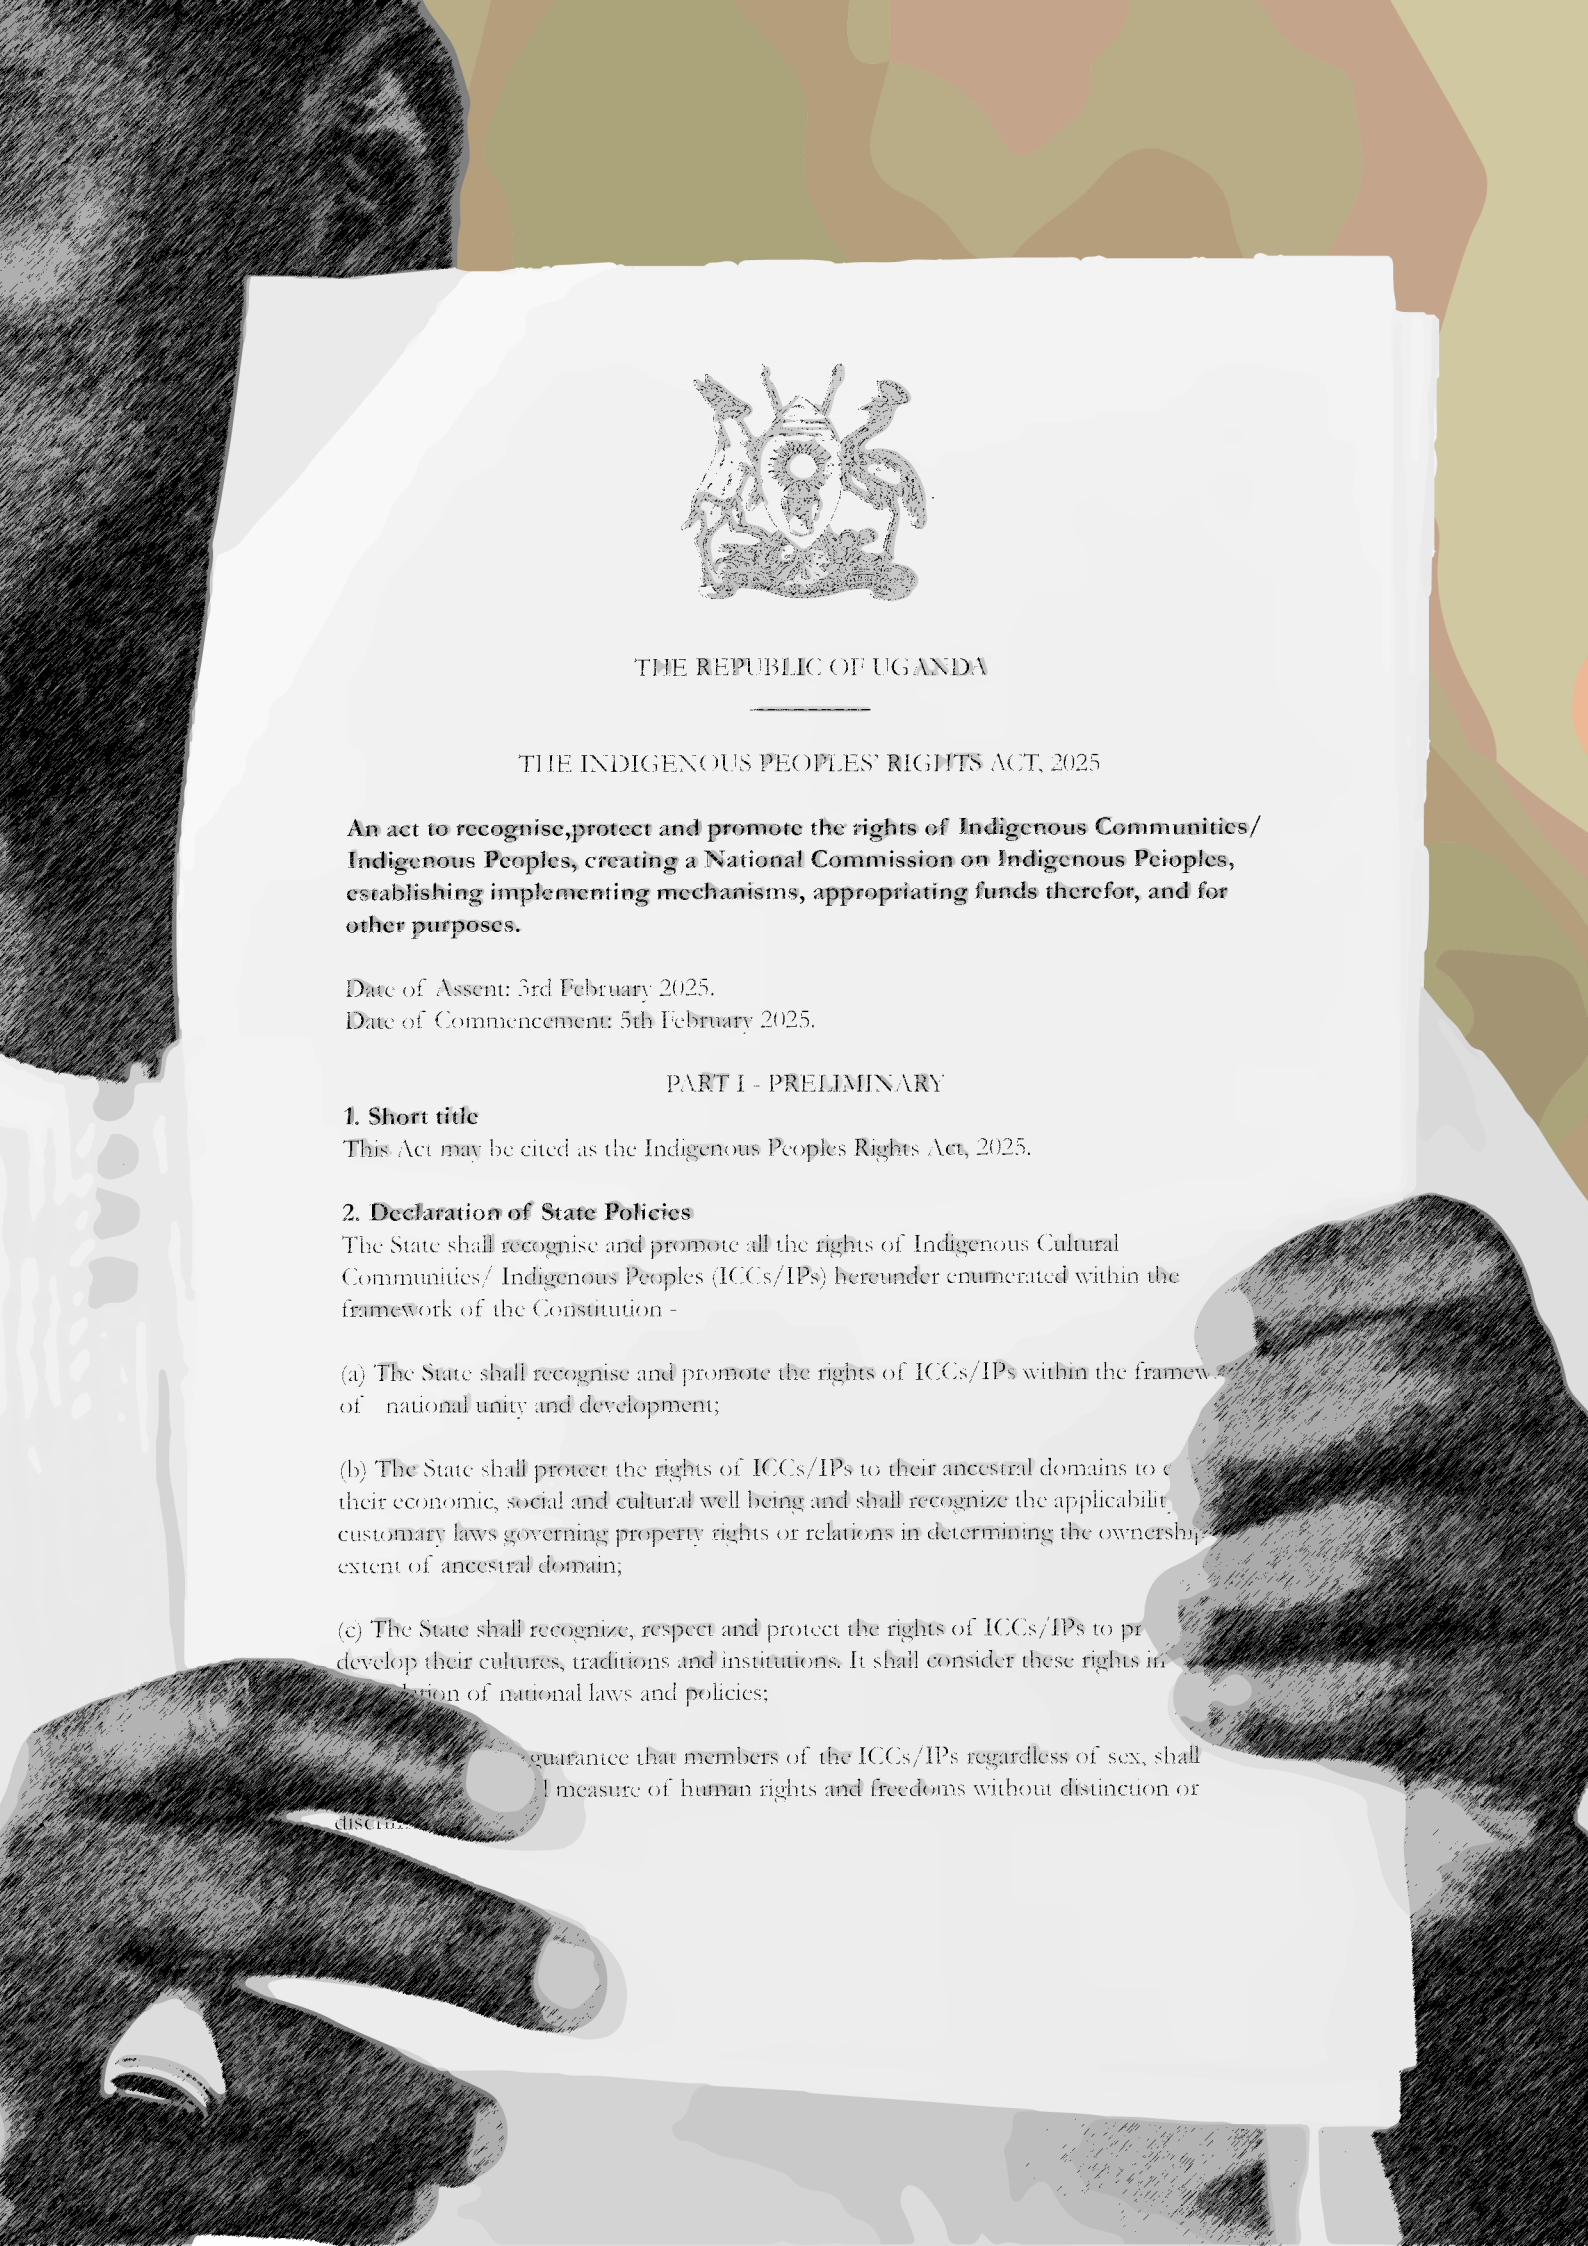 THE REPUBLIC OF UGANDA
THE INDIGENOUS PEOPLES' RIGHTS ACT, 2025
An act to recognise,protect and promote the rights of Indigenous Communities/
Indigenous Peoples, creating a National Commission on Indigenous Peioples,
establishing implementing mechanisms, appropriating funds therefor, and for
other purposes.
Date of Assent: 3rd February 2025.
Date of Commencement: 5th February 2025.
PART I - PRELIMINARY
1. Short title
This Act may be cited as the Indigenous Peoples Rights Act, 2025.
2. Declaration of State Policies
The State shall recognise and promote all the rights of Indigenous Cultural
Communities/ Indigenous Peoples (ICCs/IPs) hereunder enumerated within the
framework of the Constitution -
(a) The State shall recognise and promote the rights of ICCs/IPs within the
of national unity and development;
(b) The State shall protect the rights of ICCs/IPs to their ancestral domains to
their economic, social and cultural well being and shall recognize the
customary laws governing property rights or relations in determining the
extent of ancestral domain;
(c) The State shall recognize, respect and protect the rights of ICCs/IPs to
develop their cultures, traditions and institutions. It shall consider these rights in
of national laws and policies;
guarantee that members of the ICCs/IPs regardless of sex, shall
measure of human rights and freedoms without distinction or